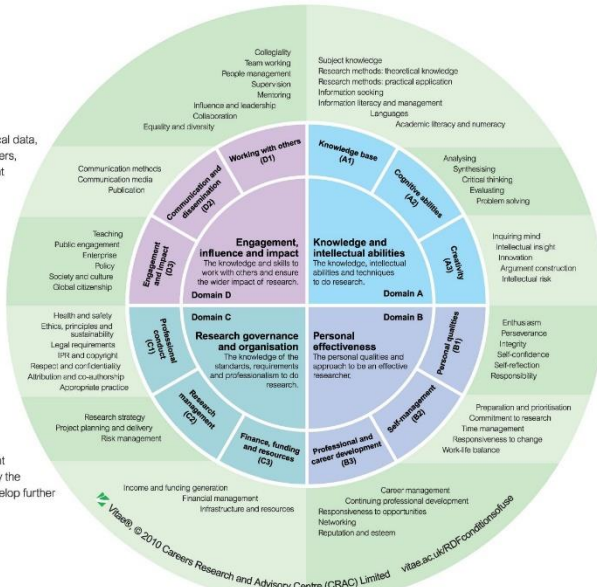 cal data,
ers,
nt
nt
y the
elop further
Collegiality
Team working
People management
Supervision
Mentoring
Influence and leadership
Collaboration
Equality and diversity
Subject knowledge
Research methods: theoretical knowledge
Research methods: practical application
Information seeking
Information literacy and management
Languages
Academic literacy and numeracy
Communication methods
Communication media
Publication
Working with others
(D1)
Knowledge base
(A1)
Analysing
Synthesising
Critical thinking
Evaluating
Problem solving
Communication and
dissemination
(D2)
Cognitive abilities
(A2)
Teaching
Public engagement
Enterprise
Policy
Society and culture
Global citizenship
Engagement
and impact
(D3)
Engagement,
influence and impact
The knowledge and skills to
work with others and ensure
the wider impact of research.
Domain D
Knowledge and
intellectual abilities
The knowledge, intellectual
abilities and techniques
to do research.
Domain A
Creativity
(A3)
Inquiring mind
Intellectual insight
Innovation
Argument construction
Intellectual risk
Health and safety
Ethics, principles and
sustainability
Legal requirements
IPR and copyright
Respect and confidentiality
Attribution and co-authorship
Appropriate practice
Professional
conduct
(C1)
Domain C
Research governance
and organisation
The knowledge of the
standards, requirements
and professionalism to do
research.
Domain B
Personal
effectiveness
The personal qualities and
approach to be an effective
researcher.
Personal qualities
(B1)
Enthusiasm
Perseverance
Integrity
Self-confidence
Self-reflection
Responsibility
Research strategy
Project planning and delivery
Risk management
Research
management
(C2)
Self-management
(B2)
Preparation and prioritisation
Commitment to research
Time management
Responsiveness to change
Work-life balance
Finance, funding
and resources
(C3)
Professional and
career development
(B3)
Income and funding generation
Financial management
Infrastructure and resources
Career management
Continuing professional development
Responsiveness to opportunities
Networking
Reputation and esteem
Vitae®, © 2010 Careers Research and Advisory Centre (CRAC) Limited vitae.ac.uk/RDFconditionsofuse